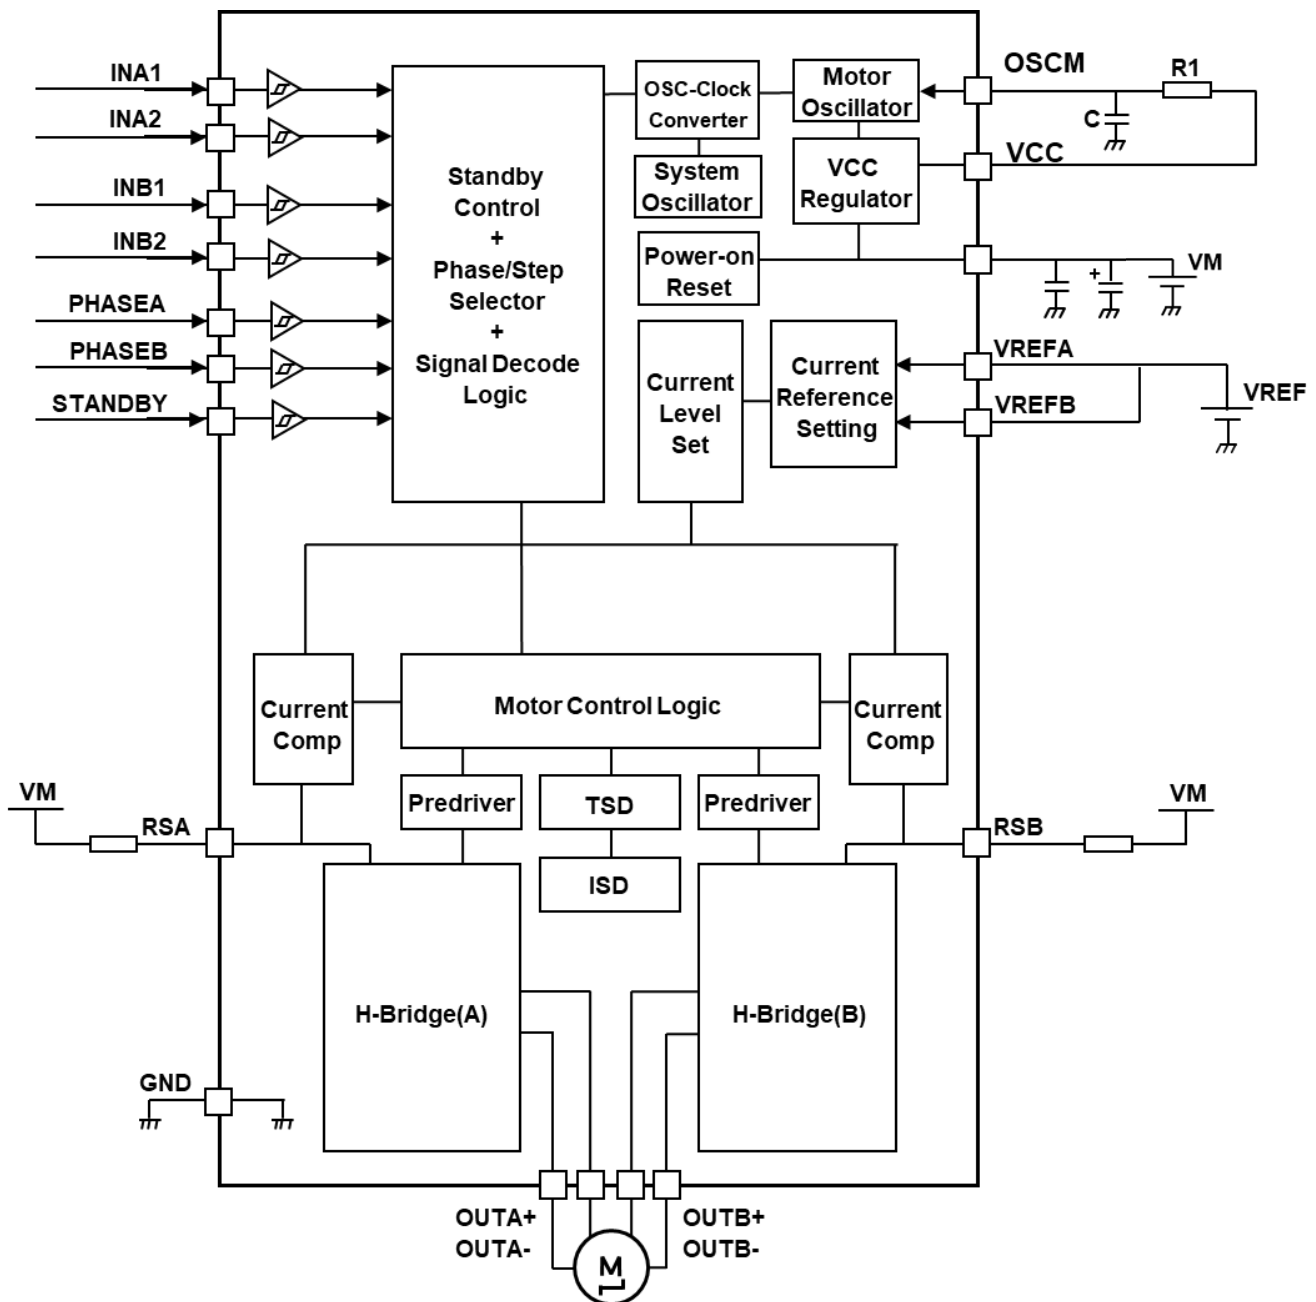 INA1
INA2
INB1
INB2
PHASEA
PHASEB
STANDBY
Standby
Control
+
Phase/Step
Selector
+
Signal Decode
Logic
OSC-Clock
Converter
Motor
Oscillator
System
Oscillator
VCC
Regulator
Power-on
Reset
OSCM
R1
C
VCC
+
VM
Current
Level
Set
Current
Reference
Setting
VREFA
VREFB
VREF
Current
Comp
Motor Control Logic
Current
Comp
VM
RSA
Predriver
TSD
Predriver
RSB
VM
ISD
H-Bridge(A)
H-Bridge(B)
GND
OUTA+
OUTA-
OUTB+
OUTB-
M